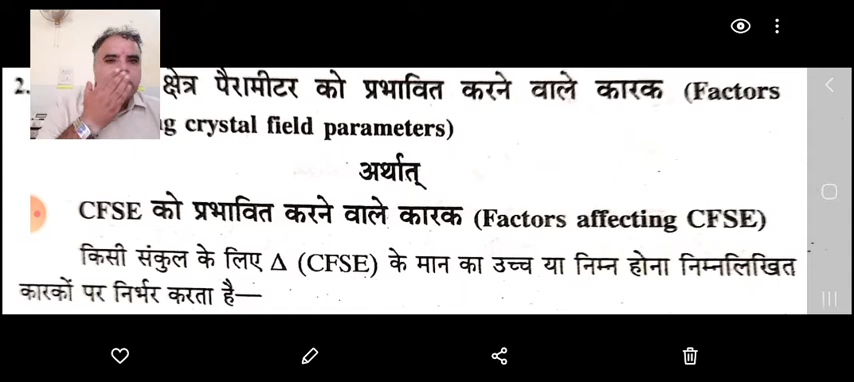 2. क्षेत्र पैरामीटर को प्रभावित करने वाले कारक (Factors
crystal field parameters)
अर्थात्
CFSE को प्रभावित करने वाले कारक (Factors affecting CFSE)
किसी संकुल के लिए Δ (CFSE) के मान का उच्च या निम्न होना निम्नलिखित
कारकों पर निर्भर करता है—